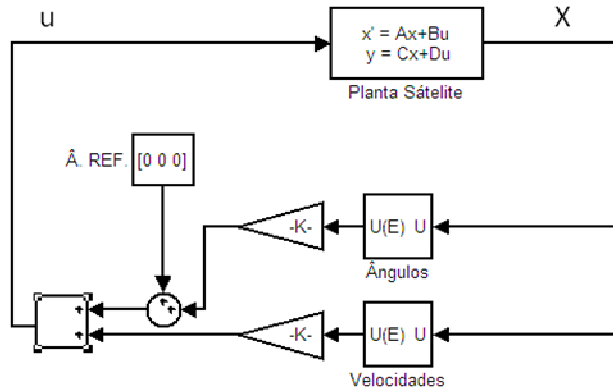 u
X
x' = Ax+Bu
y = Cx+Du
Planta Sátelite
Â. REF.
[0 0 0]
-K-
U(E) U
Ângulos
+
+
+
+
-K-
U(E) U
Velocidades